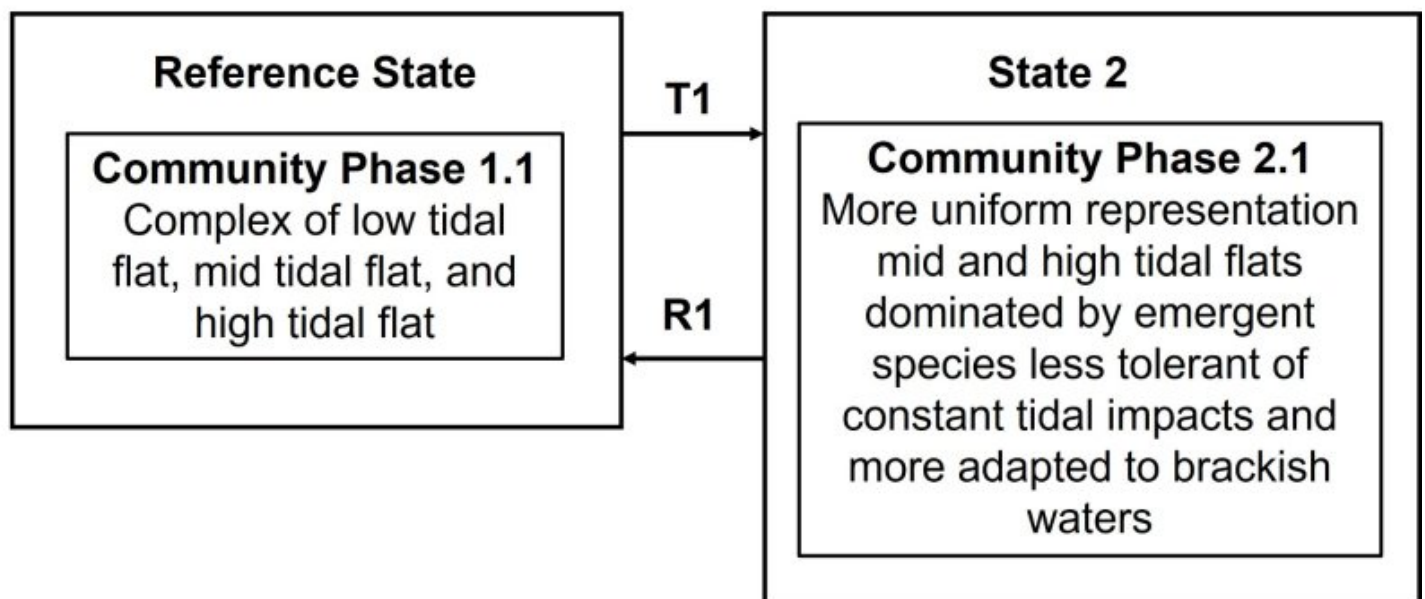 Reference State
Community Phase 1.1
Complex of low tidal
flat, mid tidal flat, and
high tidal flat
T1
R1
State 2
Community Phase 2.1
More uniform representation
mid and high tidal flats
dominated by emergent
species less tolerant of
constant tidal impacts and
more adapted to brackish
waters